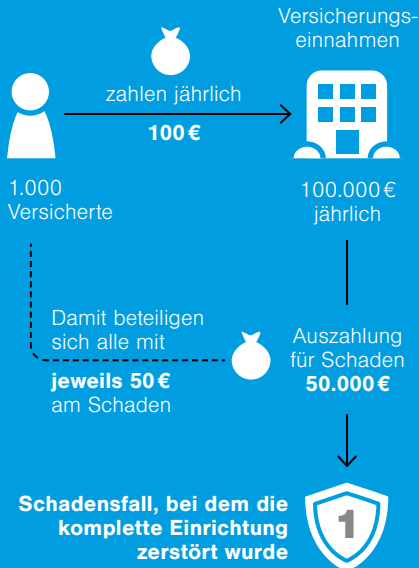 Versicherungs-
einnahmen
zahlen jährlich
100 €
1.000
Versicherte
100.000 €
jährlich
Damit beteiligen
sich alle mit
jeweils 50 €
am Schaden
Auszahlung
für Schaden
50.000 €
Schadensfall, bei dem die
komplette Einrichtung
zerstört wurde
1